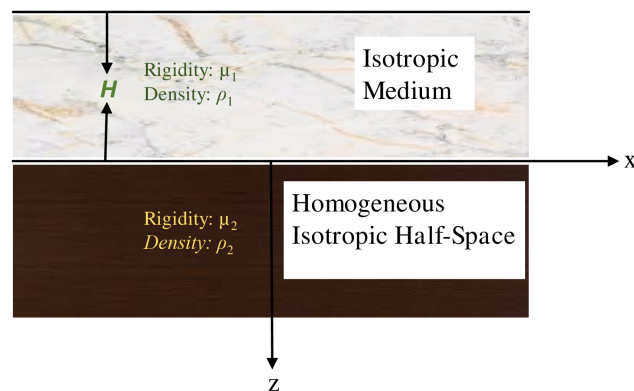 Isotropic
Medium
Rigidity: μ1
Density: ρ1
H
x
Rigidity: μ2
Density: ρ2
Homogeneous
Isotropic Half-Space
z